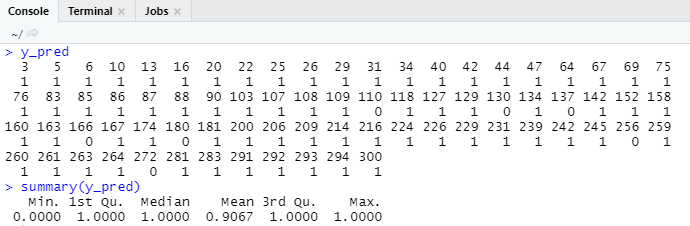 Console Terminal × Jobs ×
~/
> y_pred
3 5 6 10 13 16 20 22 25 26 29 31 34 40 42 44 47 64 67 69 75
1 1 1 1 1 1 1 1 1 1 1 1 1 1 1 1 1 1 1 1 1
76 83 85 86 87 88 90 103 107 108 109 110 118 127 129 130 134 137 142 152 158
1 1 1 1 1 1 1 1 1 1 1 0 1 1 1 0 1 0 1 1 1
160 163 166 167 174 180 181 200 206 209 214 216 224 226 229 231 239 242 245 256 259
1 1 0 1 1 0 1 1 1 1 1 1 1 1 1 1 1 1 1 0 1
260 261 263 264 272 281 283 291 292 293 294 300
1 1 1 1 0 1 1 1 1 1 1 1
> summary(y_pred)
Min. 1st Qu. Median Mean 3rd Qu. Max.
0.0000 1.0000 1.0000 0.9067 1.0000 1.0000